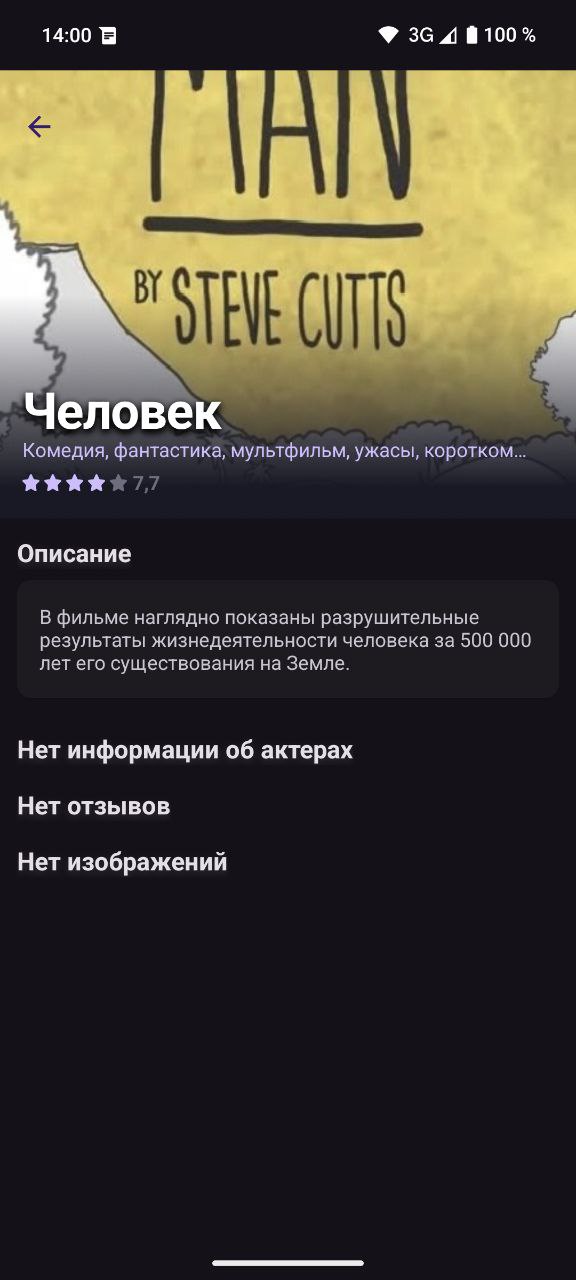 14:00
3G
100 %
MAN
BY STEVE CUTTS
Человек
Комедия, фантастика, мультфильм, ужасы, коротком...
7,7
Описание
В фильме наглядно показаны разрушительные
результаты жизнедеятельности человека за 500 000
лет его существования на Земле.
Нет информации об актерах
Нет отзывов
Нет изображений